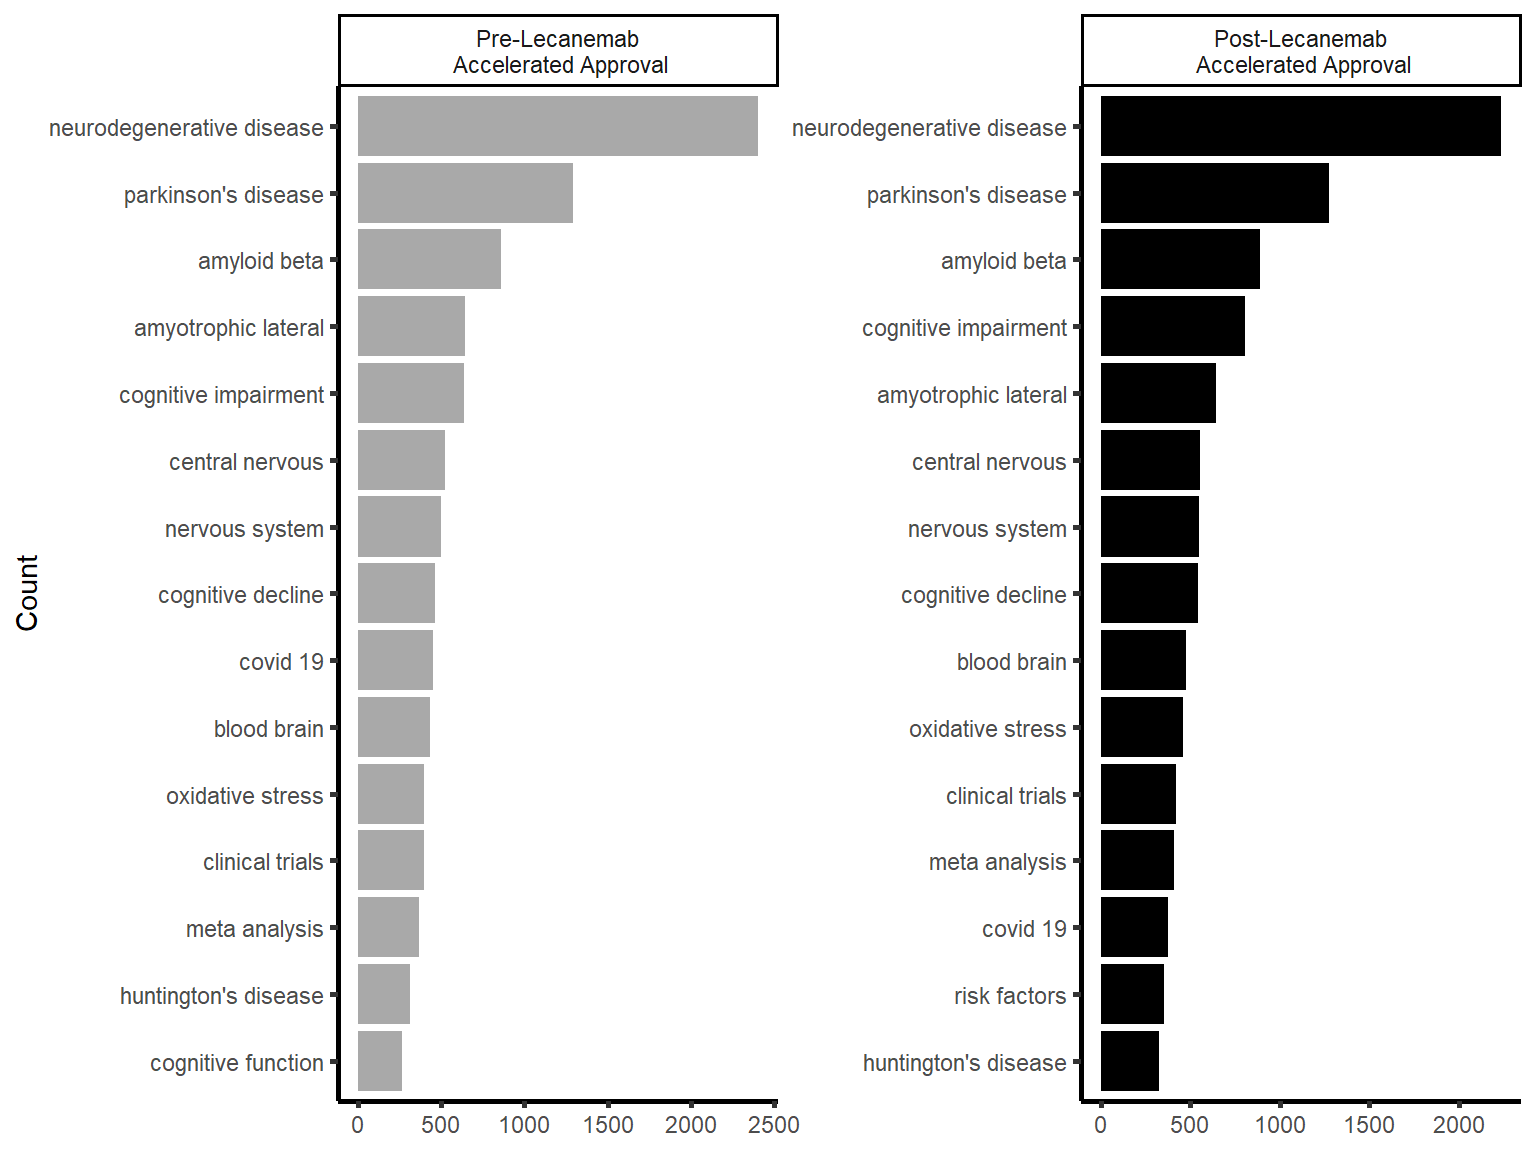 Pre-Lecanemab
Accelerated Approval
neurodegenerative disease
parkinson's disease
amyloid beta
amyotrophic lateral
cognitive impairment
central nervous
nervous system
cognitive decline
covid 19
blood brain
oxidative stress
clinical trials
meta analysis
huntington's disease
cognitive function
0 500 1000 1500 2000 2500
Post-Lecanemab
Accelerated Approval
neurodegenerative disease
parkinson's disease
amyloid beta
cognitive impairment
amyotrophic lateral
central nervous
nervous system
cognitive decline
blood brain
oxidative stress
clinical trials
meta analysis
covid 19
risk factors
huntington's disease
0 500 1000 1500 2000
Count